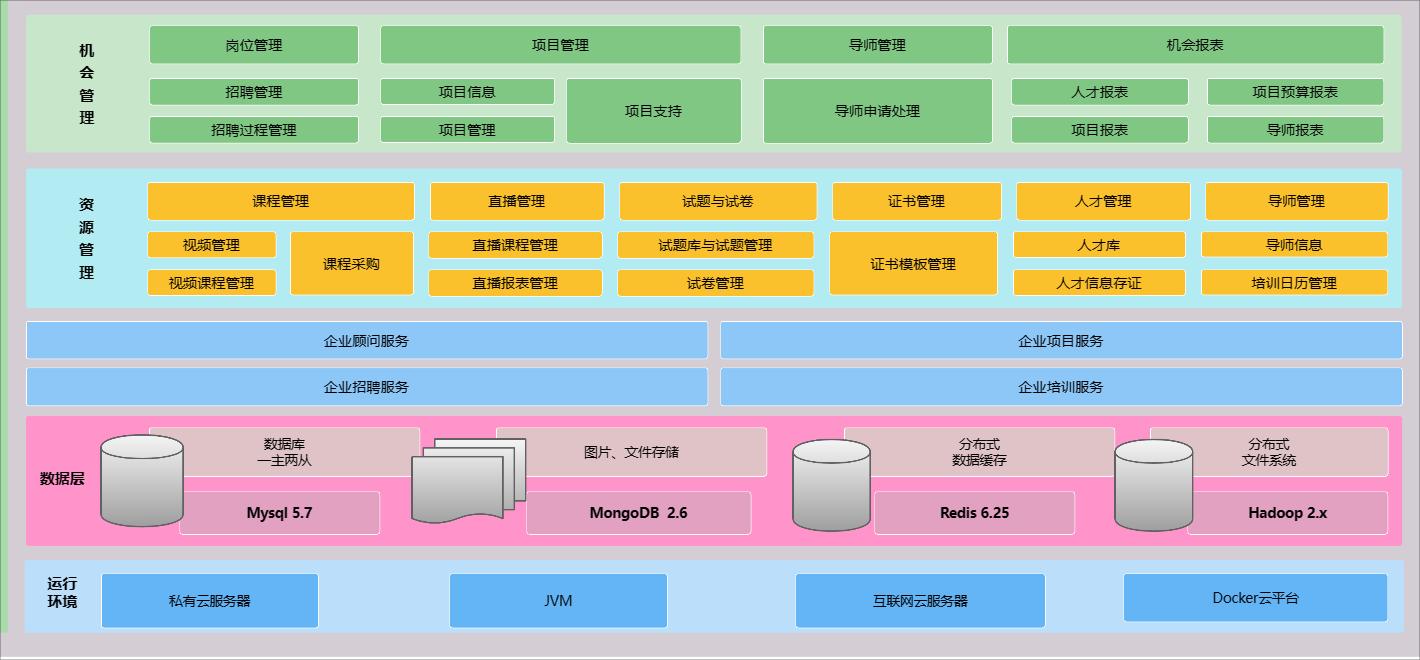 机
会
管
理
岗位管理
项目管理
导师管理
机会报表
招聘管理
项目信息
项目支持
导师申请处理
人才报表
项目预算报表
招聘过程管理
项目管理
项目报表
导师报表
资
源
管
理
课程管理
直播管理
试题与试卷
证书管理
人才管理
导师管理
视频管理
课程采购
直播课程管理
试题库与试题管理
证书模板管理
人才库
导师信息
视频课程管理
直播报表管理
试卷管理
人才信息存证
培训日历管理
企业顾问服务
企业项目服务
企业招聘服务
企业培训服务
数据层
数据库
一主两从
图片、文件存储
分布式
数据缓存
分布式
文件系统
Mysql 5.7
MongoDB 2.6
Redis 6.25
Hadoop 2.x
运行
环境
私有云服务器
JVM
互联网云服务器
Docker云平台